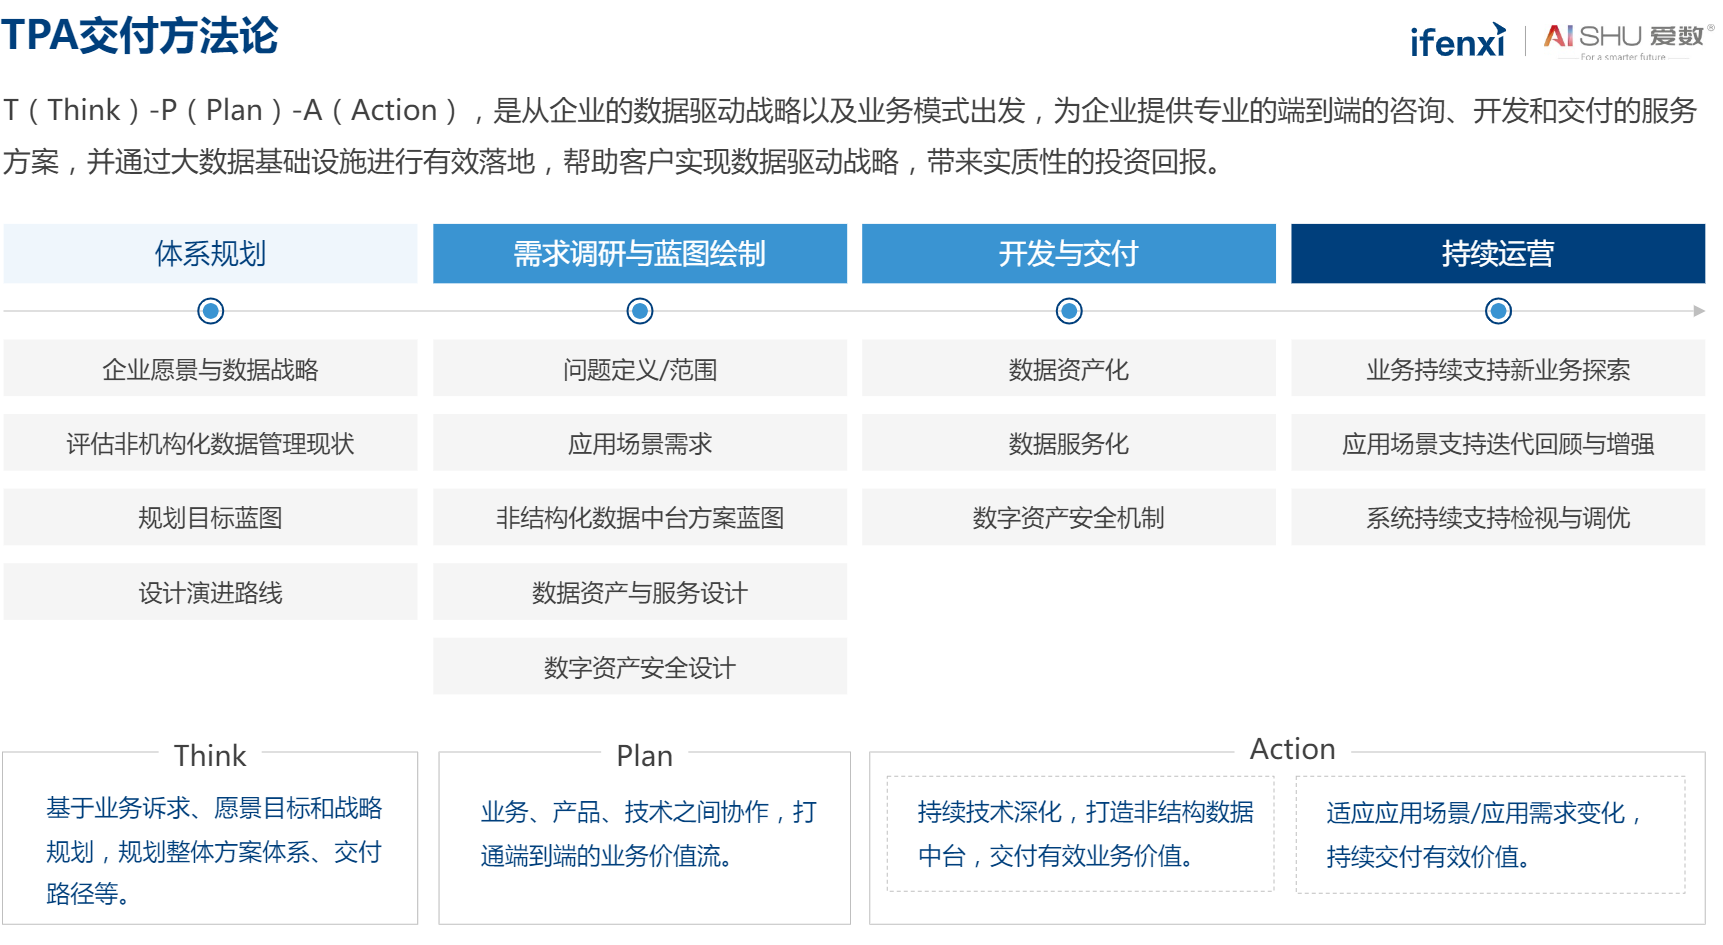 TPA交付方法论
ifenxi
AISHU 爱数®
For a smarter future
T（Think）-P（Plan）-A（Action），是从企业的数据驱动战略以及业务模式出发，为企业提供专业的端到端的咨询、开发和交付的服务
方案，并通过大数据基础设施进行有效落地，帮助客户实现数据驱动战略，带来实质性的投资回报。
体系规划
需求调研与蓝图绘制
开发与交付
持续运营
企业愿景与数据战略
问题定义/范围
数据资产化
业务持续支持新业务探索
评估非机构化数据管理现状
应用场景需求
数据服务化
应用场景支持迭代回顾与增强
规划目标蓝图
非结构化数据中台方案蓝图
数字资产安全机制
系统持续支持检视与调优
设计演进路线
数据资产与服务设计
数字资产安全设计
Think
基于业务诉求、愿景目标和战略
规划，规划整体方案体系、交付
路径等。
Plan
业务、产品、技术之间协作，打
通端到端的业务价值流。
Action
持续技术深化，打造非结构数据
中台，交付有效业务价值。
适应应用场景/应用需求变化，
持续交付有效价值。